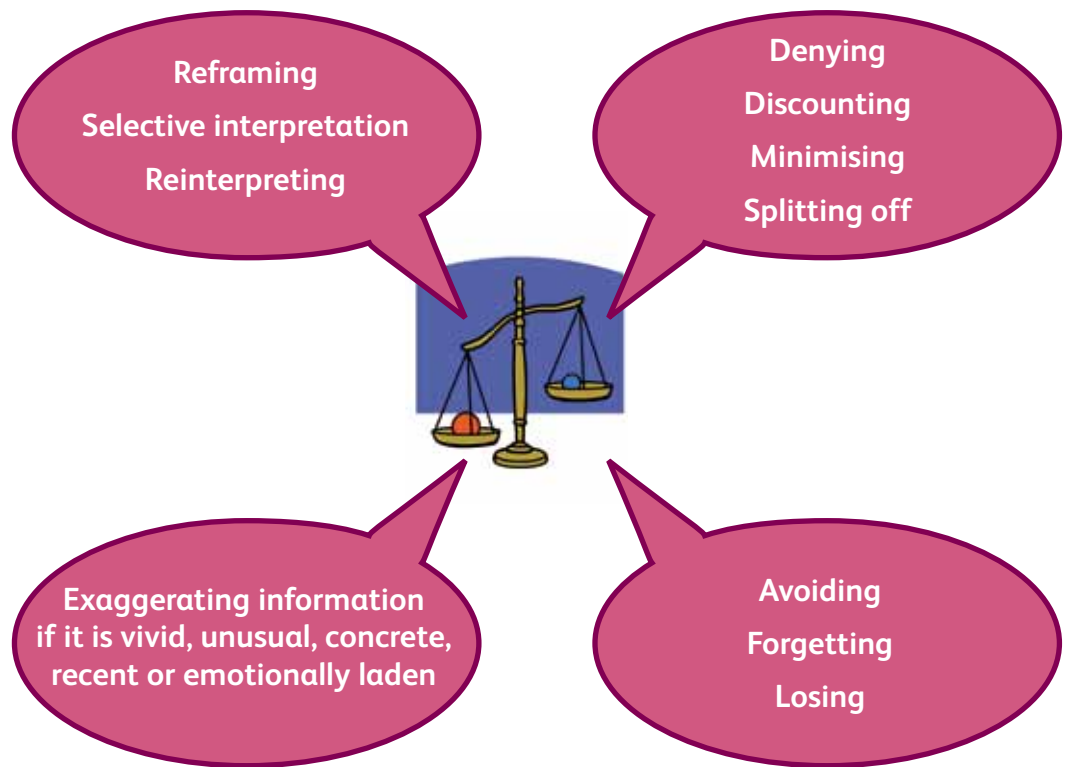 Reframing
Selective interpretation
Reinterpreting
Denying
Discounting
Minimising
Splitting off
Exaggerating information
if it is vivid, unusual, concrete,
recent or emotionally laden
Avoiding
Forgetting
Losing